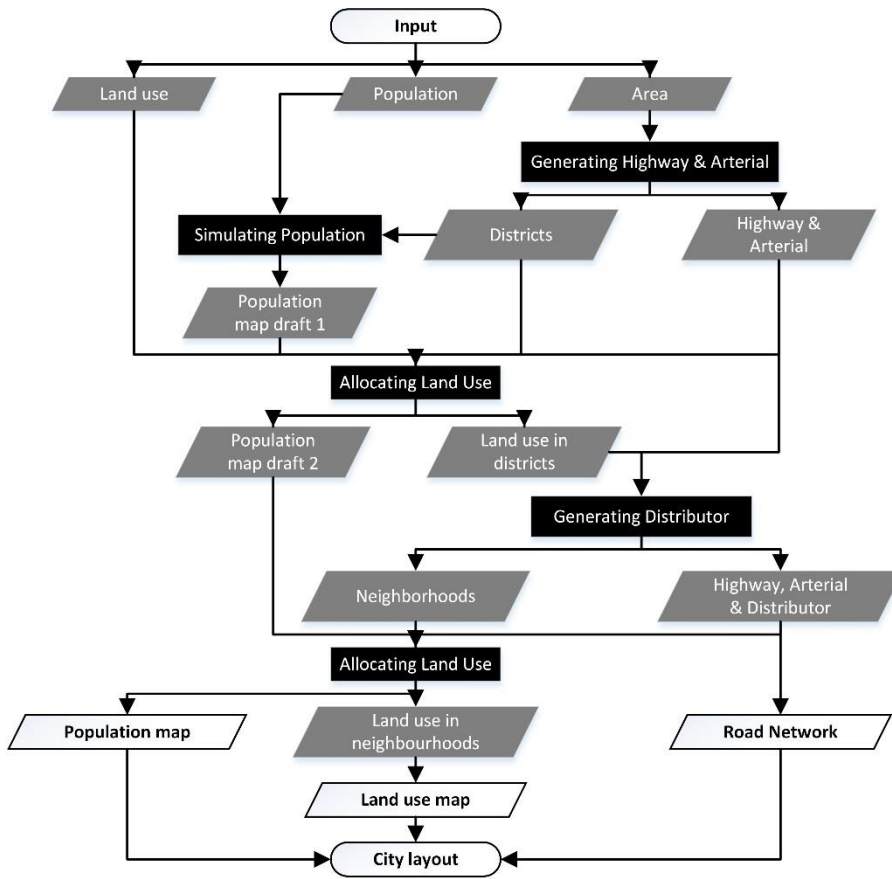 Input
Land use
Population
Area
Generating Highway & Arterial
Simulating Population
Districts
Highway &
Arterial
Population
map draft 1
Allocating Land Use
Population
map draft 2
Land use in
districts
Generating Distributor
Neighborhoods
Highway, Arterial
& Distributor
Allocating Land Use
Population map
Land use in
neighbourhoods
Road Network
Land use map
City layout